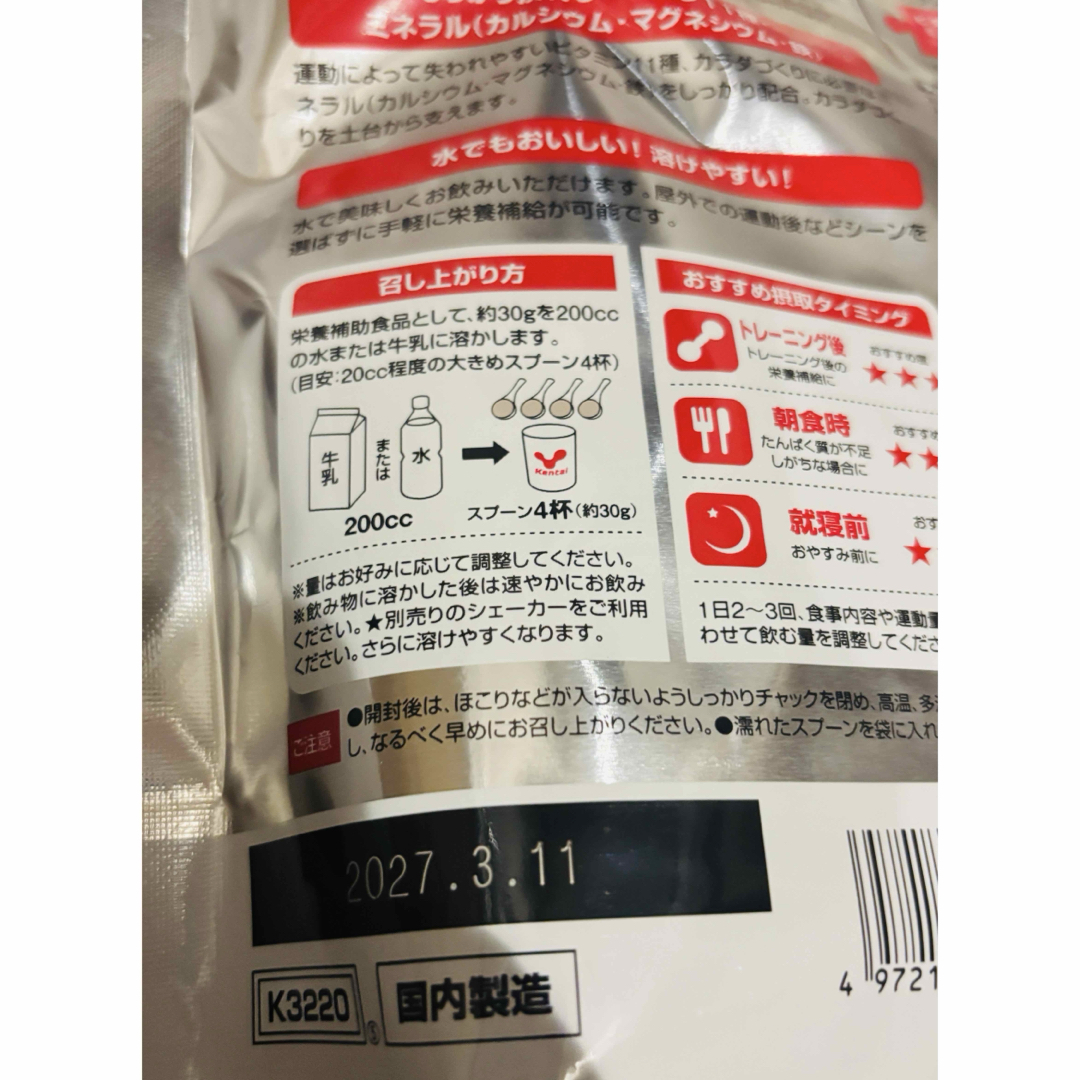 ミネラル(カルシウム・マグネシウム・鉄)
運動によって失われやすいビタミン11種、カラダづくりに必要な
ネラル(カルシウム・マグネシウム・鉄)をしっかり配合。カラダづく
りを土台から支えます。
水でもおいしい!溶けやすい!
水で美味しくお飲みいただけます。屋外での運動後などシーンを
選ばずに手軽に栄養補給が可能です。
召し上がり方
栄養補助食品として、約30gを200cc
の水または牛乳に溶かします。
(目安:20cc程度の大きめスプーン4杯)
牛乳
または
水
Kentai
200cc
スプーン4杯(約30g)
※量はお好みに応じて調整してください。
※飲み物に溶かした後は速やかにお飲み
ください。★別売りのシェーカーをご利用
ください。さらに溶けやすくなります。
おすすめ摂取タイミング
トレーニング後
トレーニング後の
栄養補給に
おすすめ度
★★★
朝食時
たんぱく質が不足
しがちな場合に
おすすめ
★★
就寝前
おやすみ前に
おす
★
1日2〜3回、食事内容や運動量
わせて飲む量を調整してくださ
ご注意
●開封後は、ほこりなどが入らないようしっかりチャックを閉め、高温、多
し、なるべく早めにお召し上がりください。●濡れたスプーンを袋に入れ
2027.3.11
4 9721
K3220
国内製造